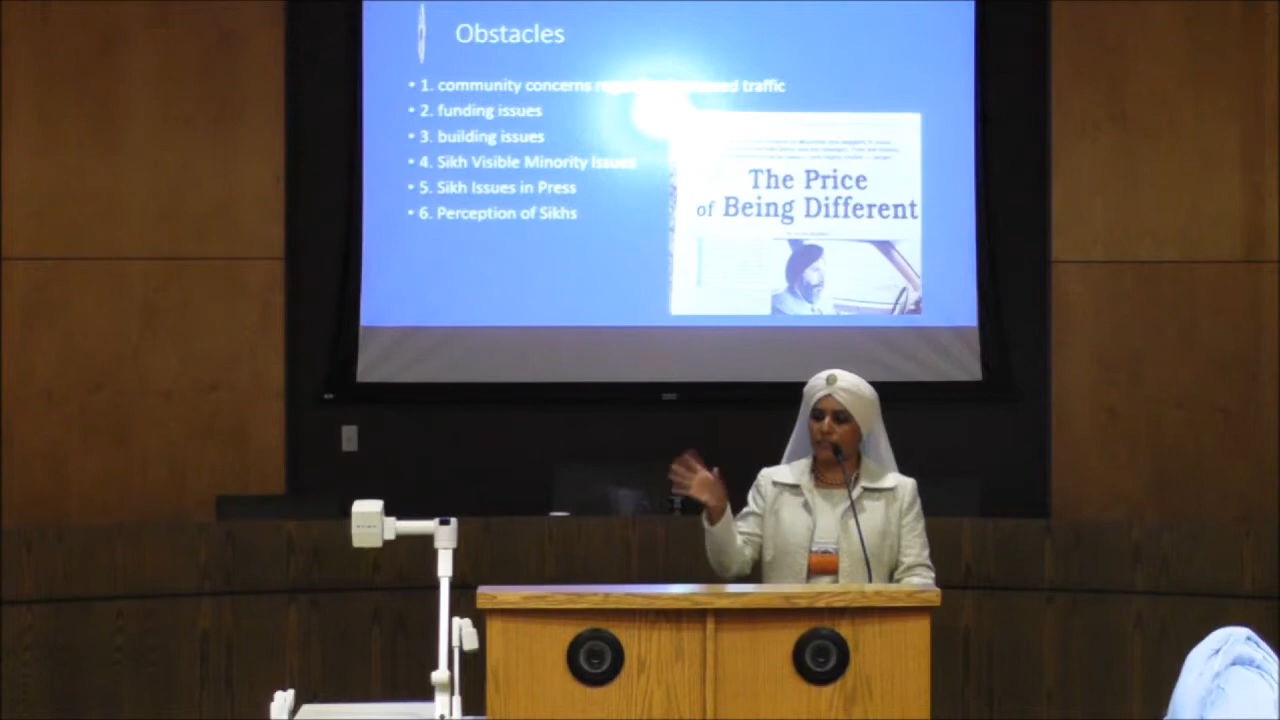 Obstacles
• 1. community concerns traffic
• 2. funding issues
• 3. building issues
• 4. Sikh Visible Minority Issues
• 5. Sikh Issues in Press
• 6. Perception of Sikhs
The Price
of Being Different